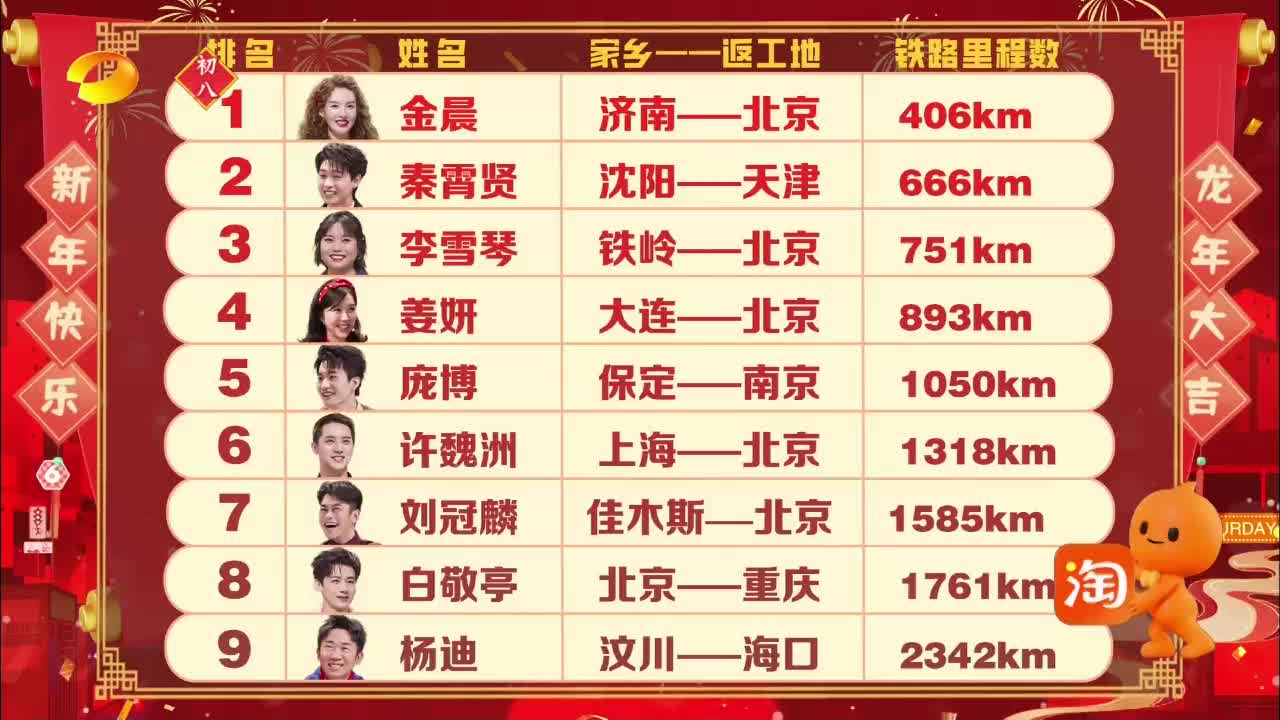 排名 姓名 家乡——返工地 铁路里程数
初八
1 金晨 济南——北京 406km
2 秦霄贤 沈阳——天津 666km
3 李雪琴 铁岭——北京 751km
4 姜妍 大连——北京 893km
5 庞博 保定——南京 1050km
6 许魏洲 上海——北京 1318km
7 刘冠麟 佳木斯——北京 1585km
8 白敬亭 北京——重庆 1761km
9 杨迪 汶川——海口 2342km
新年快乐
龙年大吉
淘
URDAY